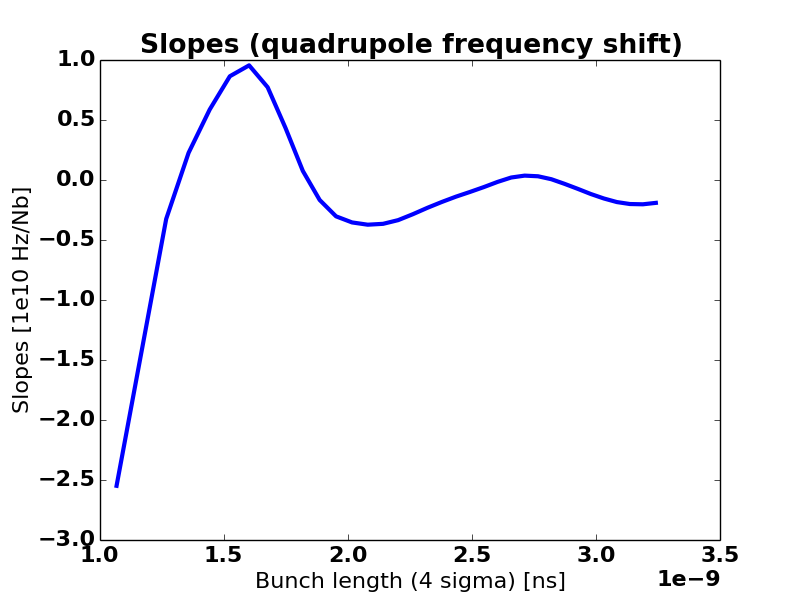 Slopes (quadrupole frequency shift)
1.0
0.5
0.0
−0.5
−1.0
−1.5
−2.0
−2.5
−3.0
Slopes [1e10 Hz/Nb]
1.0 1.5 2.0 2.5 3.0 3.5
1e−9
Bunch length (4 sigma) [ns]